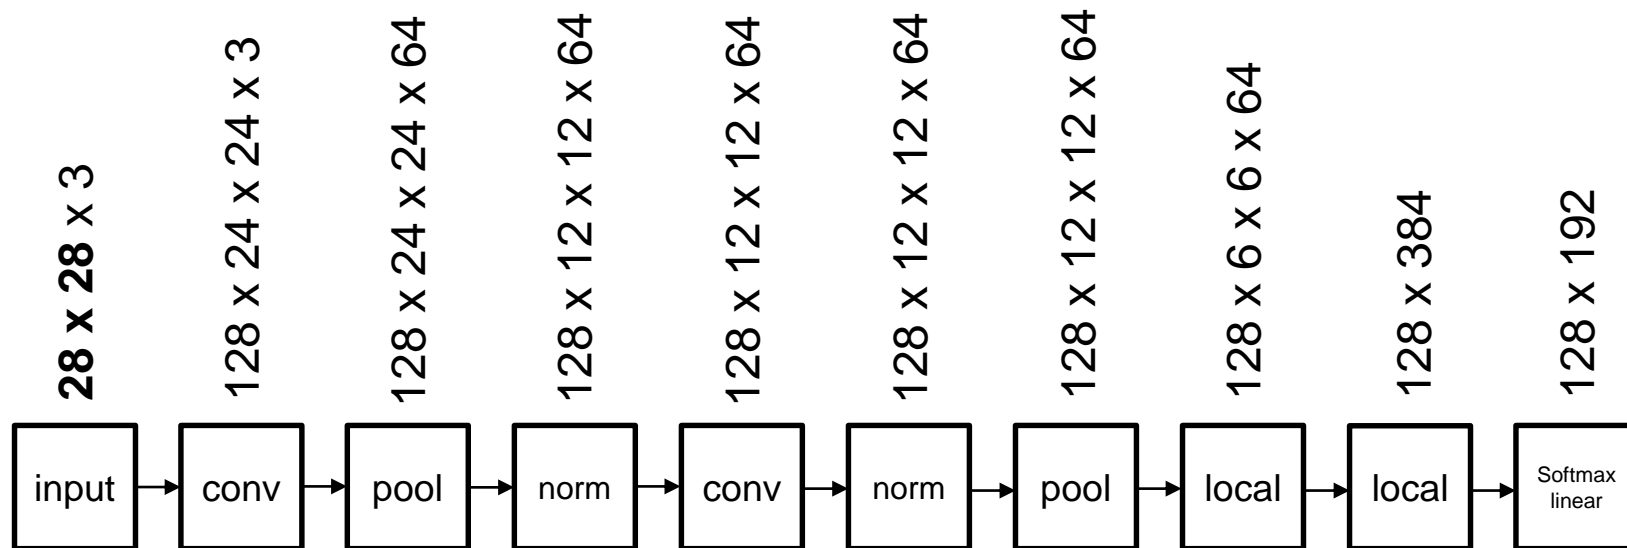 28 x 28 x 3
128 x 24 x 24 x 3
128 x 24 x 24 x 64
128 x 12 x 12 x 64
128 x 12 x 12 x 64
128 x 12 x 12 x 64
128 x 12 x 12 x 64
128 x 6 x 6 x 64
128 x 384
128 x 192
input
conv
pool
norm
conv
norm
pool
local
local
Softmax
linear